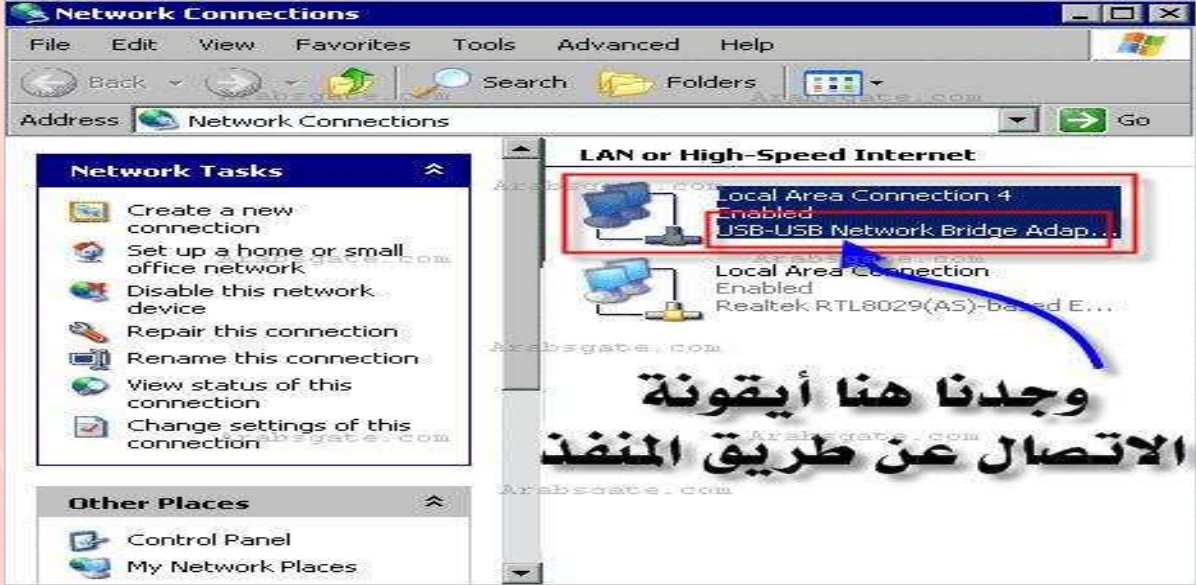 Network Connections
File Edit View Favorites Tools Advanced Help
Back Search Folders
Address Network Connections Go
Network Tasks
Create a new
connection
Set up a home or small
office network
Disable this network
device
Repair this connection
Rename this connection
View status of this
connection
Change settings of this
connection
Other Places
Control Panel
My Network Places
LAN or High-Speed Internet
Local Area Connection 4
Enabled
USB-USB Network Bridge Adap...
Local Area Connection
Enabled
Realtek RTL8029(AS)-based E...
وجدنا هنا أيقونة
الاتصال عن طريق المنفذ
Arabsgate.com